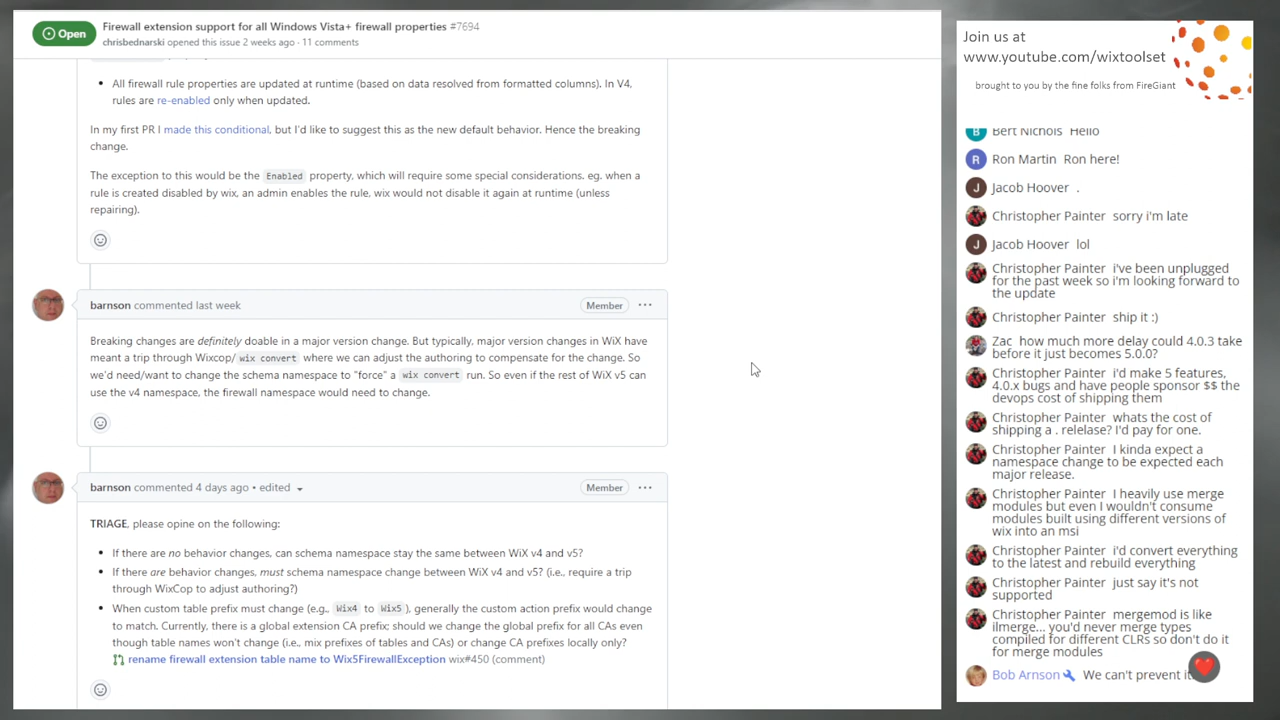 Open
Firewall extension support for all Windows Vista+ firewall properties #7694
chrisbednarski opened this issue 2 weeks ago · 11 comments
• All firewall rule properties are updated at runtime (based on data resolved from formatted columns). In V4,
rules are re-enabled only when updated.
In my first PR I made this conditional, but I'd like to suggest this as the new default behavior. Hence the breaking
change.
The exception to this would be the Enabled property, which will require some special considerations. eg. when a
rule is created disabled by wix, an admin enables the rule, wix would not disable it again at runtime (unless
repairing).
barnson commented last week
Member
Breaking changes are definitely doable in a major version change. But typically, major version changes in WiX have
meant a trip through Wixcop/ wix convert where we can adjust the authoring to compensate for the change. So
we'd need/want to change the schema namespace to "force" a wix convert run. So even if the rest of WiX v5 can
use the v4 namespace, the firewall namespace would need to change.
barnson commented 4 days ago • edited
Member
TRIAGE, please opine on the following:
• If there are no behavior changes, can schema namespace stay the same between WiX v4 and v5?
• If there are behavior changes, must schema namespace change between WiX v4 and v5? (i.e., require a trip
through WixCop to adjust authoring?)
• When custom table prefix must change (e.g., Wix4 to Wix5), generally the custom action prefix would change
to match. Currently, there is a global extension CA prefix; should we change the global prefix for all CAs even
though table names won't change (i.e., mix prefixes of tables and CAs) or change CA prefixes locally only?
rename firewall extension table name to Wix5FirewallException wix#450 (comment)
Join us at
www.youtube.com/wixtoolset
brought to you by the fine folks from FireGiant
B Bert Nichols Hello
R Ron Martin Ron here!
J Jacob Hoover .
Christopher Painter sorry i'm late
J Jacob Hoover lol
Christopher Painter i've been unplugged
for the past week so i'm looking forward to
the update
Christopher Painter ship it :)
Zac how much more delay could 4.0.3 take
before it just becomes 5.0.0?
Christopher Painter i'd make 5 features,
4.0.x bugs and have people sponsor $$ the
devops cost of shipping them
Christopher Painter whats the cost of
shipping a . relelase? I'd pay for one.
Christopher Painter I kinda expect a
namespace change to be expected each
major release.
Christopher Painter I heavily use merge
modules but even I wouldn't consume
modules built using different versions of
wix into an msi
Christopher Painter i'd convert everything
to the latest and rebuild everything
Christopher Painter just say it's not
supported
Christopher Painter mergemod is like
ilmerge... you'd never merge types
compiled for different CLRS so don't do it
for merge modules
Bob Arnson We can't prevent